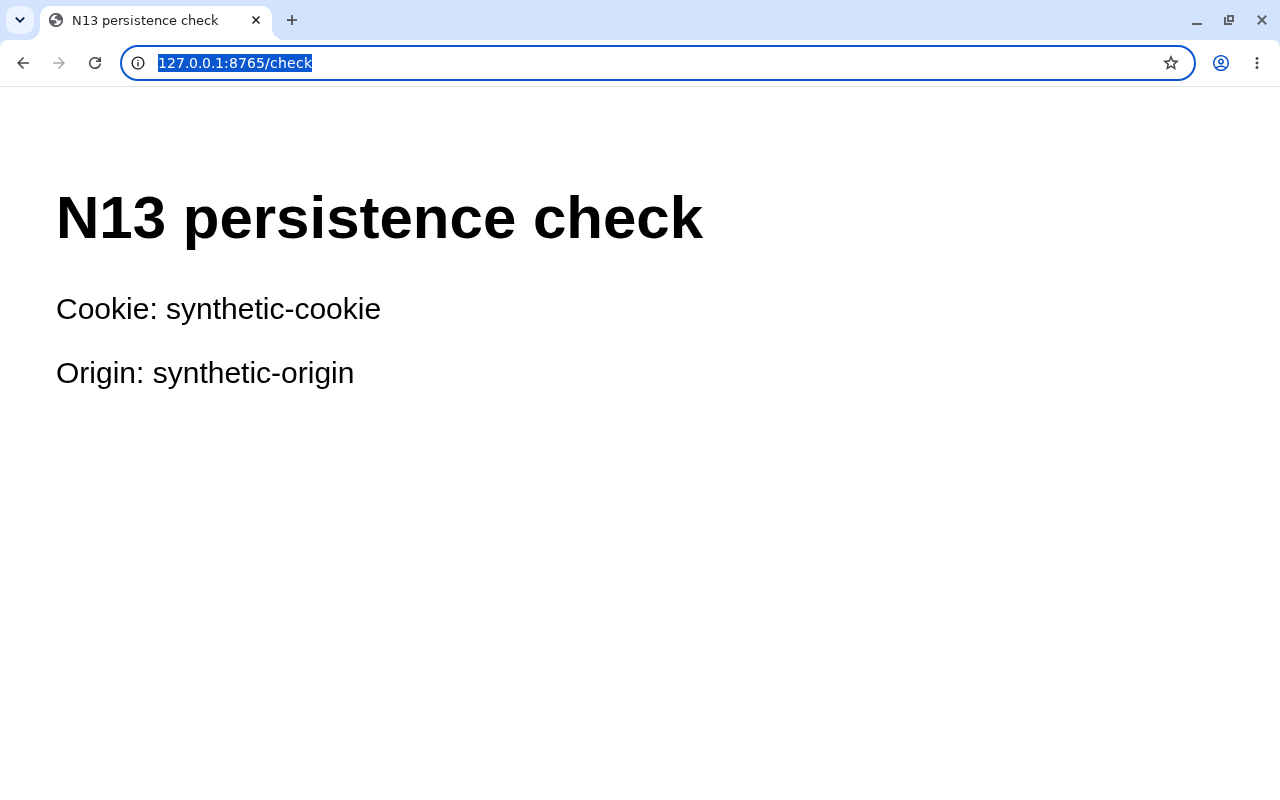 N13 persistence check
127.0.0.1:8765/check
N13 persistence check
Cookie: synthetic-cookie
Origin: synthetic-origin